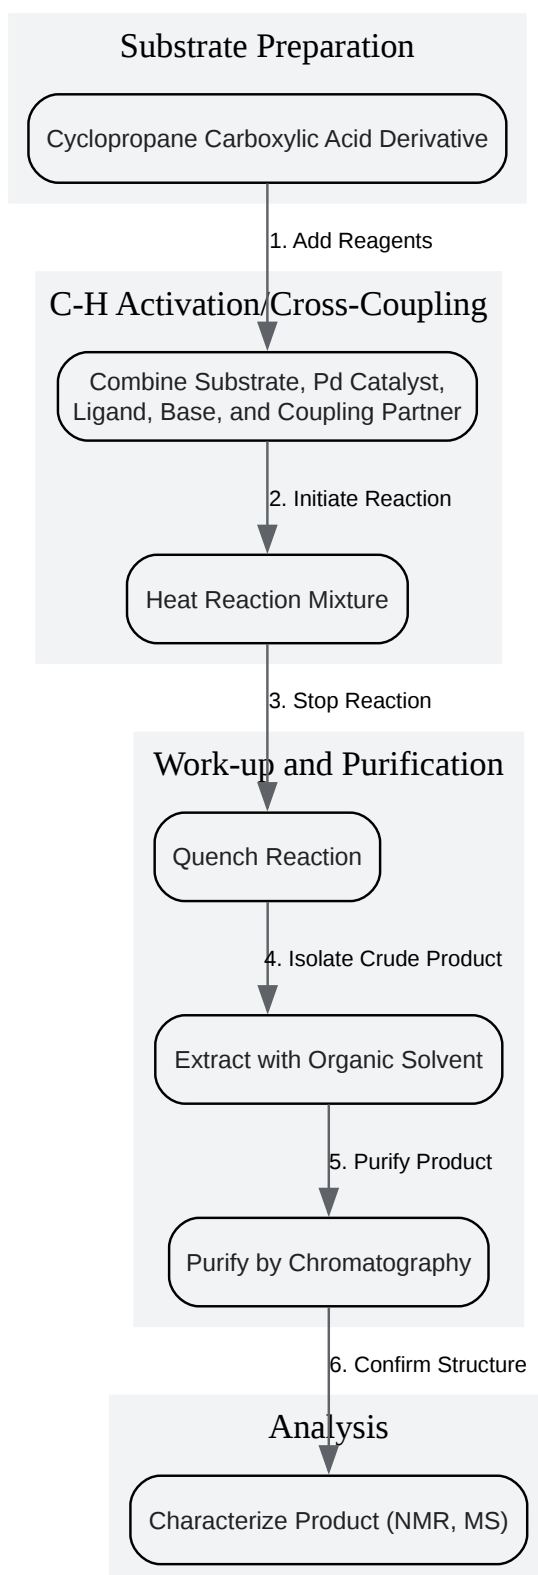 Substrate Preparation
Cyclopropane Carboxylic Acid Derivative
1. Add Reagents
C-H Activation/Cross-Coupling
Combine Substrate, Pd Catalyst,
Ligand, Base, and Coupling Partner
2. Initiate Reaction
Heat Reaction Mixture
3. Stop Reaction
Work-up and Purification
Quench Reaction
4. Isolate Crude Product
Extract with Organic Solvent
5. Purify Product
Purify by Chromatography
6. Confirm Structure
Analysis
Characterize Product (NMR, MS)